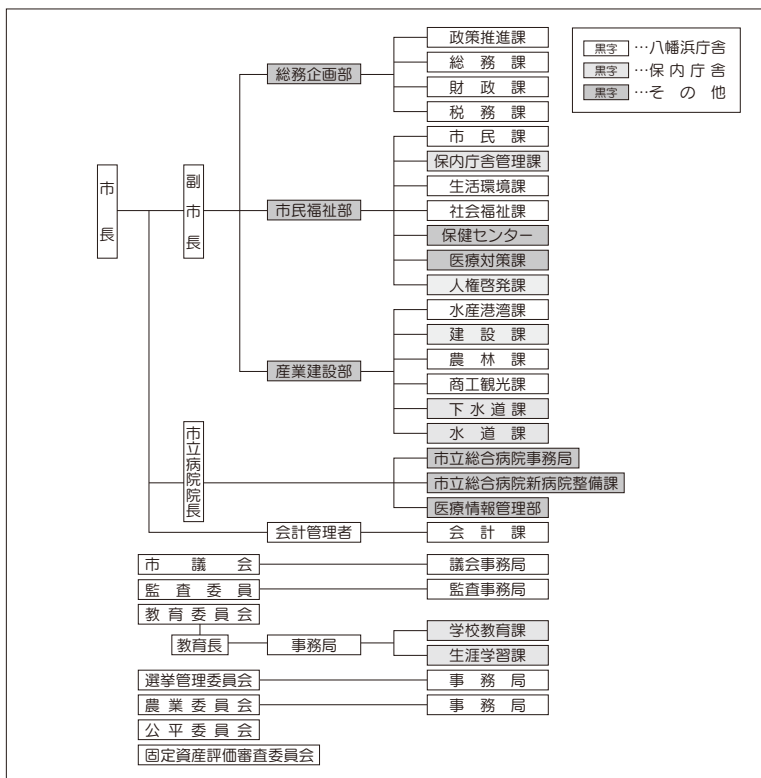 政策推進課
総務課
財政課
税務課
総務企画部
市民課
保内庁舎管理課
生活環境課
社会福祉課
保健センター
医療対策課
人権啓発課
市民福祉部
水産港湾課
建設課
農林課
商工観光課
下水道課
水道課
産業建設部
市長
副市長
市立病院院長
市立総合病院事務局
市立総合病院新病院整備課
医療情報管理部
会計管理者
会計課
市議会
議会事務局
監査委員
監査事務局
教育委員会
教育長
事務局
学校教育課
生涯学習課
選挙管理委員会
事務局
農業委員会
事務局
公平委員会
固定資産評価審査委員会
黒字…八幡浜庁舎
黒字…保内庁舎
黒字…その他